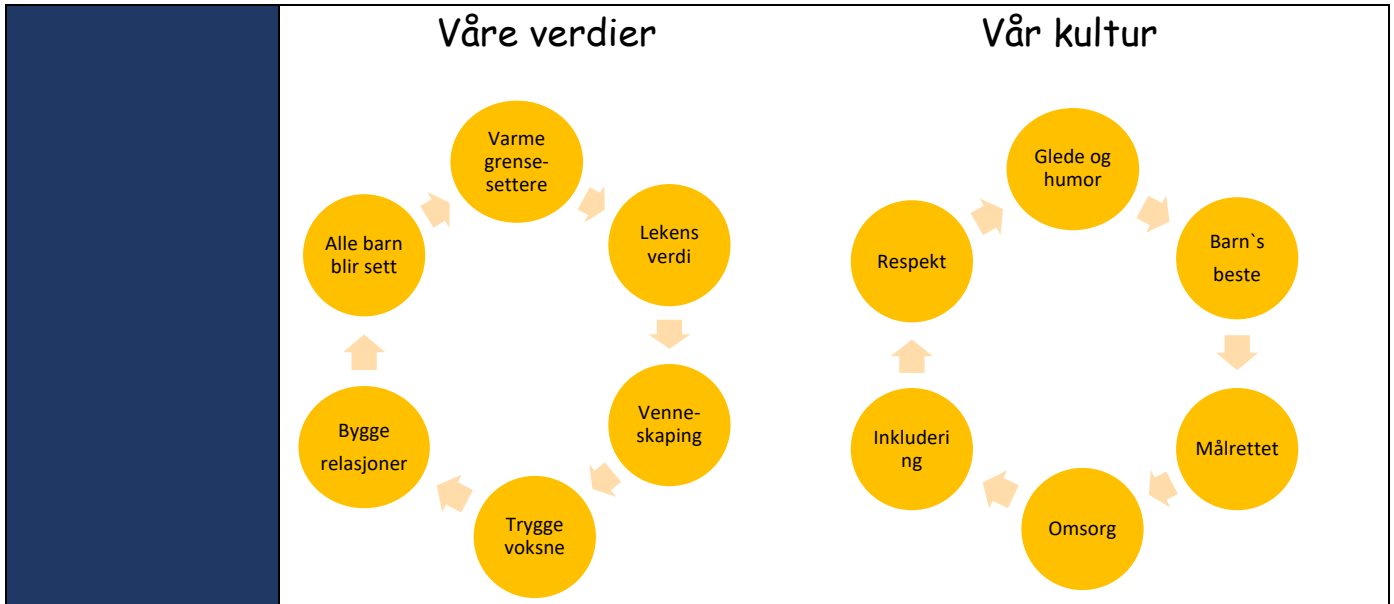 Våre verdier
Varme
grense-
settere
Lekens
verdi
Venne-
skaping
Trygge
voksne
Bygge
relasjoner
Alle barn
blir sett
Vår kultur
Glede og
humor
Barn`s
beste
Målrettet
Omsorg
Inkluderi
ng
Respekt